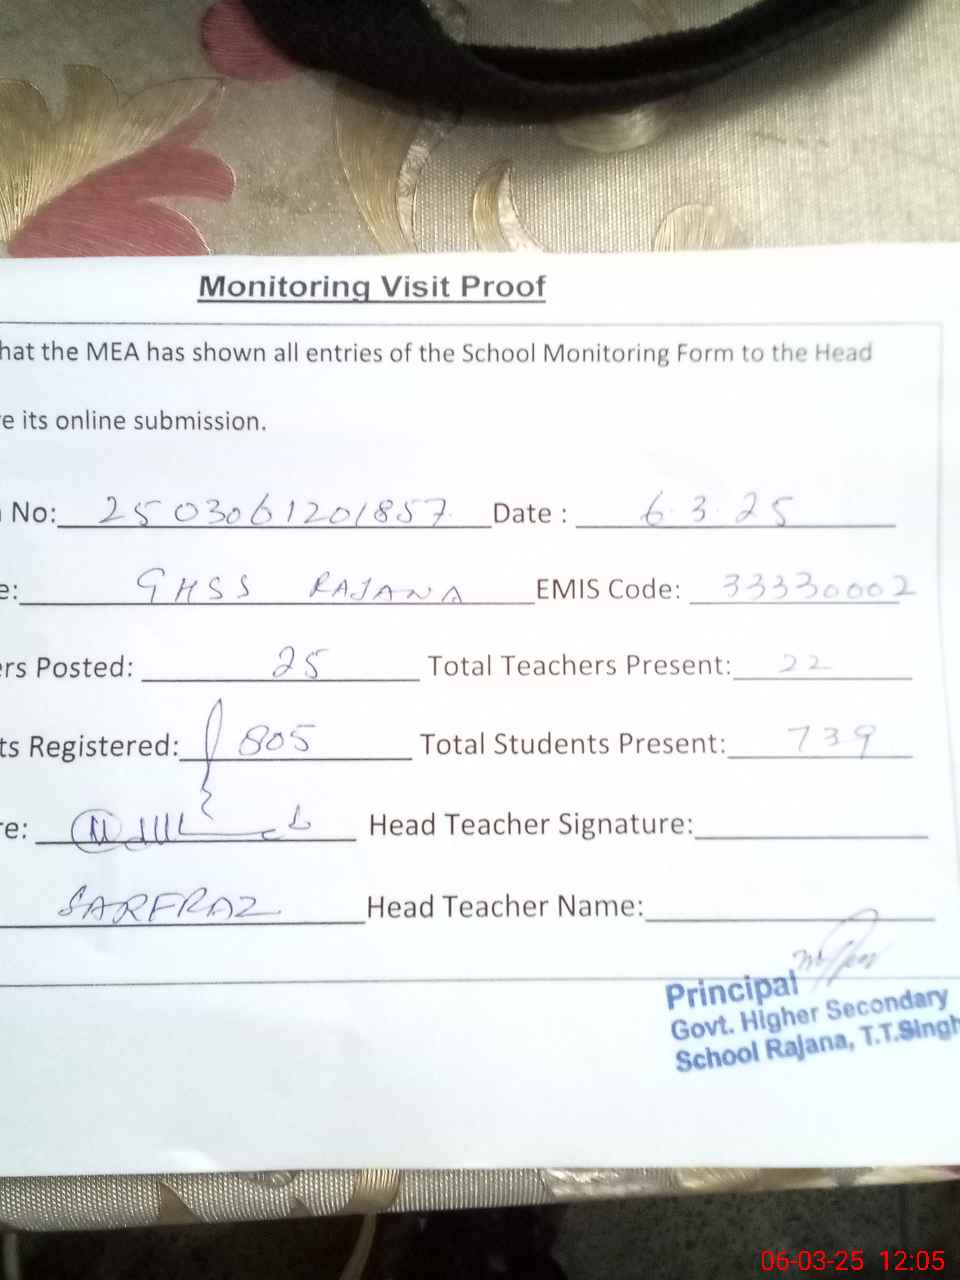 Monitoring Visit Proof
hat the MEA has shown all entries of the School Monitoring Form to the Head
e its online submission.
No: 2503061201857 Date : 6.3.25
e: GHSS RAJANA EMIS Code: 33330002
rs Posted: 25 Total Teachers Present: 22
ts Registered: 805 Total Students Present: 739
re: Head Teacher Signature:
SARFRAZ Head Teacher Name:
Principal
Govt. Higher Secondary
School Rajana, T.T.Singh
06-03-25 12:05